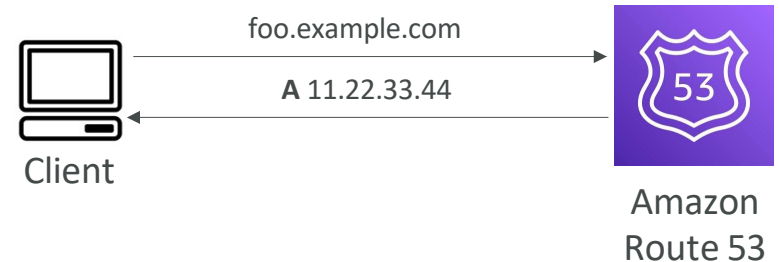 foo.example.com
A 11.22.33.44
Client
53
Amazon
Route 53